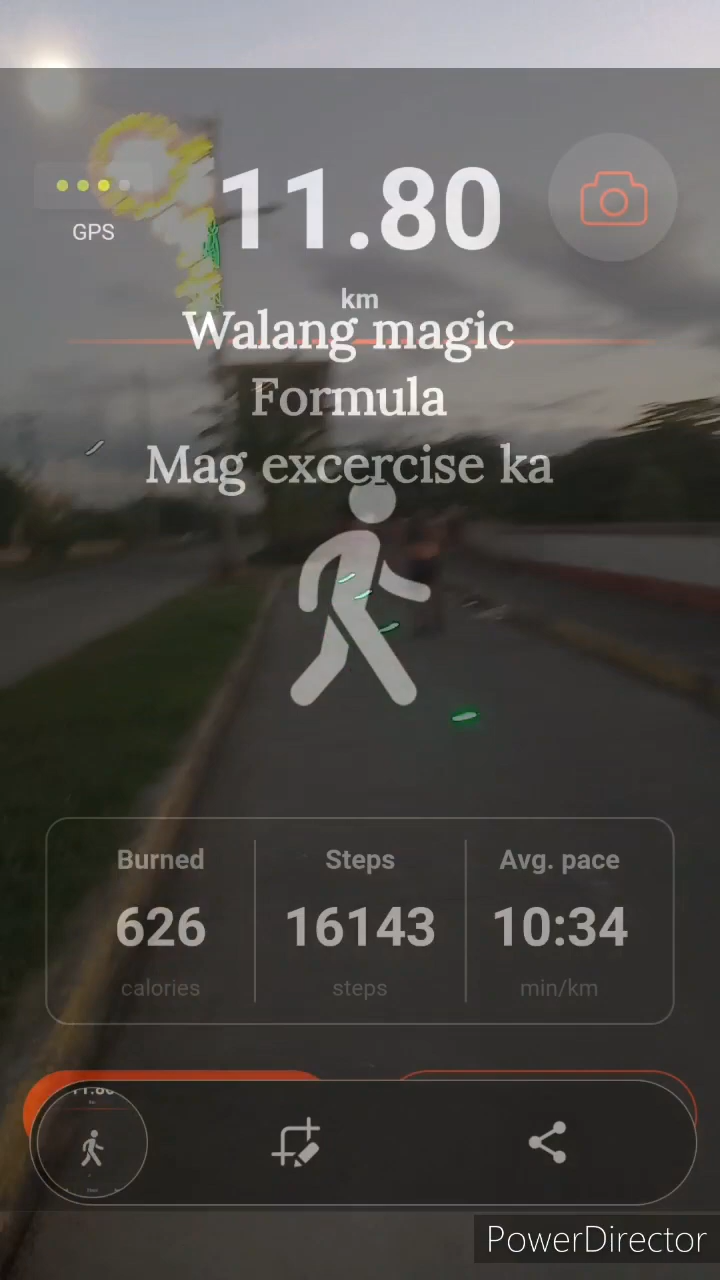 11.80
GPS
km
Walang magic
Formula
Mag excercise ka
Burned Steps Avg. pace
626 16143 10:34
calories steps min/km
PowerDirector